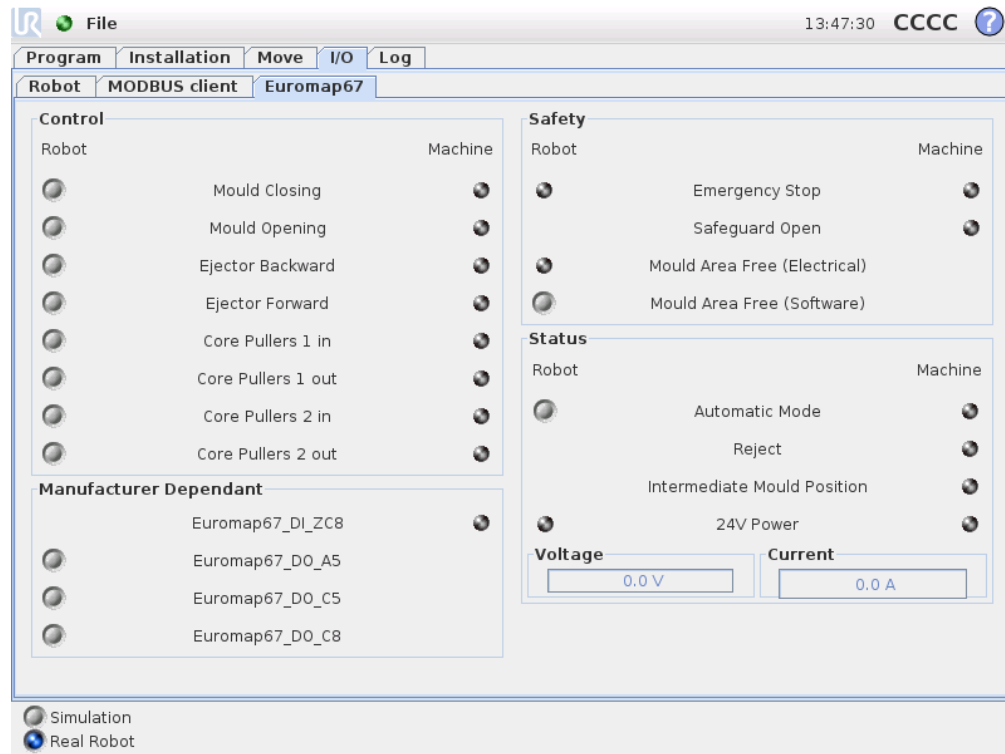 UR File 13:47:30 CCCC ?
Program Installation Move I/O Log
Robot MODBUS client Euromap67
Control
Robot Machine
Mould Closing
Mould Opening
Ejector Backward
Ejector Forward
Core Pullers 1 in
Core Pullers 1 out
Core Pullers 2 in
Core Pullers 2 out
Manufacturer Dependant
Euromap67_DI_ZC8
Euromap67_DO_A5
Euromap67_DO_C5
Euromap67_DO_C8
Safety
Robot Machine
Emergency Stop
Safeguard Open
Mould Area Free (Electrical)
Mould Area Free (Software)
Status
Robot Machine
Automatic Mode
Reject
Intermediate Mould Position
24V Power
Voltage Current
0.0 V 0.0 A
Simulation
Real Robot